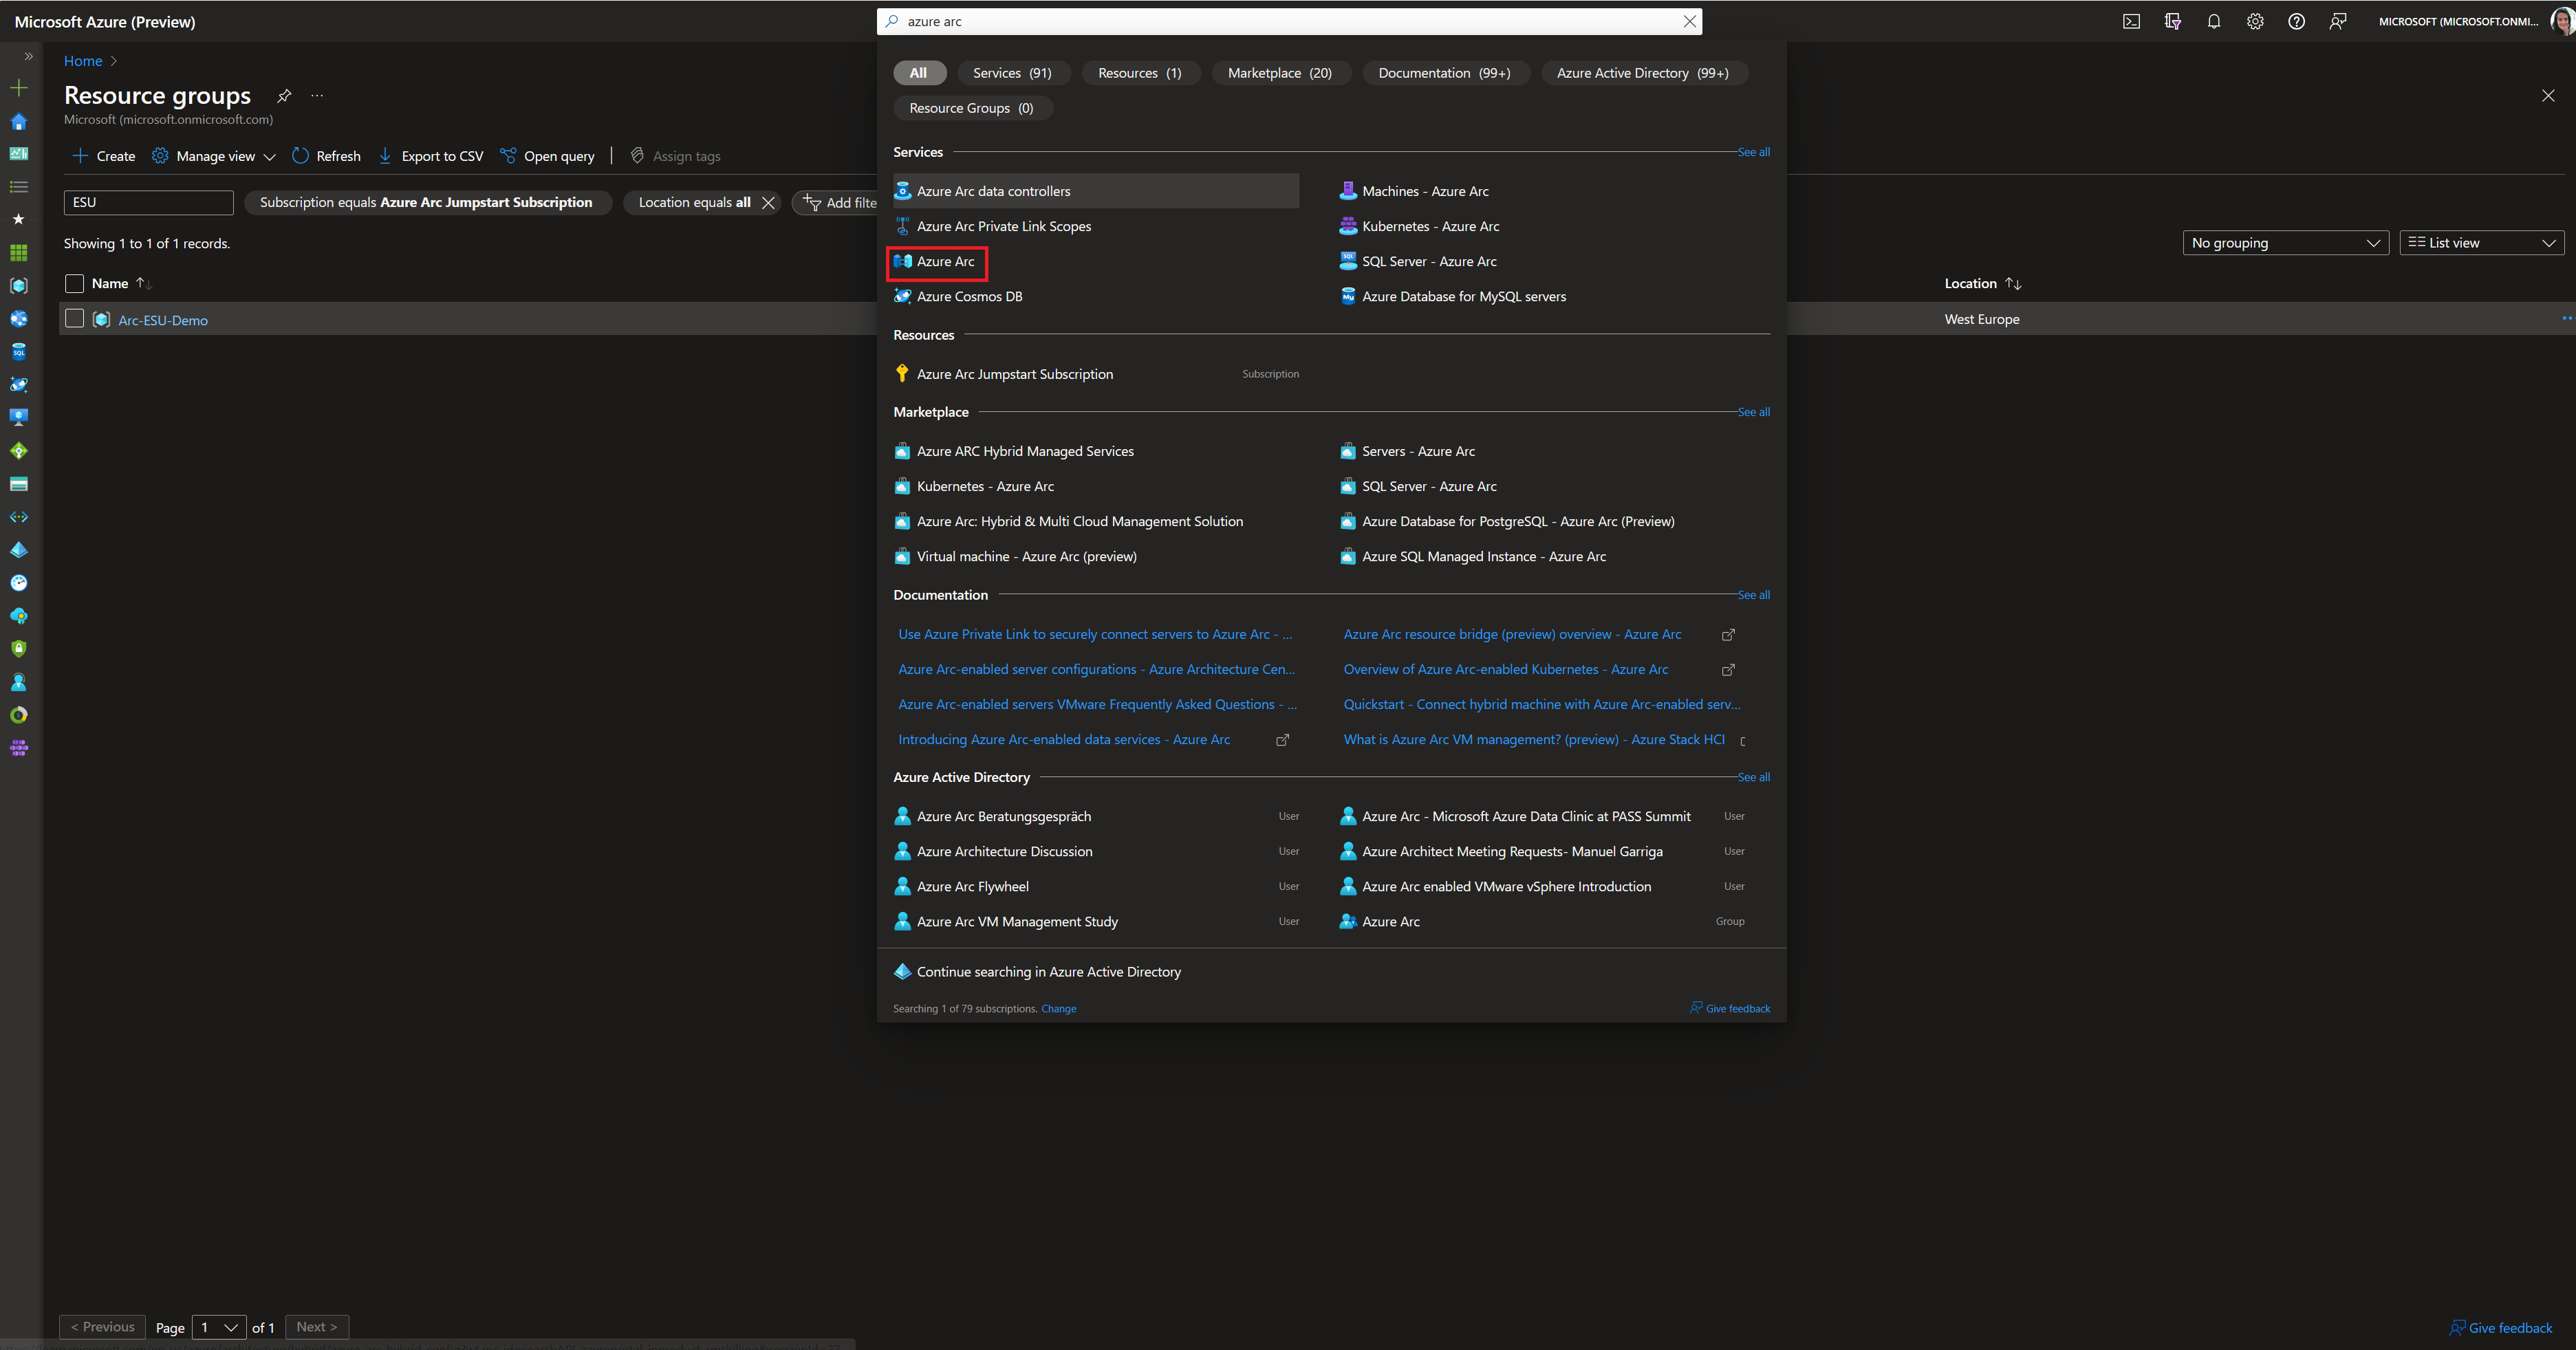 Microsoft Azure (Preview)
azure arc
MICROSOFT (MICROSOFT.ONMI...
Home
Resource groups
Microsoft (microsoft.onmicrosoft.com)
Create
Manage view
Refresh
Export to CSV
Open query
Assign tags
ESU
Subscription equals Azure Arc Jumpstart Subscription
Location equals all
Add filte
Showing 1 to 1 of 1 records.
No grouping
List view
Name
Location
Arc-ESU-Demo
West Europe
All
Services (91)
Resources (1)
Marketplace (20)
Documentation (99+)
Azure Active Directory (99+)
Resource Groups (0)
Services
See all
Azure Arc data controllers
Machines - Azure Arc
Azure Arc Private Link Scopes
Kubernetes - Azure Arc
Azure Arc
SQL Server - Azure Arc
Azure Cosmos DB
Azure Database for MySQL servers
Resources
Azure Arc Jumpstart Subscription
Subscription
Marketplace
See all
Azure ARC Hybrid Managed Services
Servers - Azure Arc
Kubernetes - Azure Arc
SQL Server - Azure Arc
Azure Arc: Hybrid & Multi Cloud Management Solution
Azure Database for PostgreSQL - Azure Arc (Preview)
Virtual machine - Azure Arc (preview)
Azure SQL Managed Instance - Azure Arc
Documentation
See all
Use Azure Private Link to securely connect servers to Azure Arc - ...
Azure Arc resource bridge (preview) overview - Azure Arc
Azure Arc-enabled server configurations - Azure Architecture Cen...
Overview of Azure Arc-enabled Kubernetes - Azure Arc
Azure Arc-enabled servers VMware Frequently Asked Questions - ...
Quickstart - Connect hybrid machine with Azure Arc-enabled serv...
Introducing Azure Arc-enabled data services - Azure Arc
What is Azure Arc VM management? (preview) - Azure Stack HCI
Azure Active Directory
See all
Azure Arc Beratungsgespräch
User
Azure Arc - Microsoft Azure Data Clinic at PASS Summit
User
Azure Architecture Discussion
User
Azure Architect Meeting Requests- Manuel Garriga
User
Azure Arc Flywheel
User
Azure Arc enabled VMware vSphere Introduction
User
Azure Arc VM Management Study
User
Azure Arc
Group
Continue searching in Azure Active Directory
Searching 1 of 79 subscriptions. Change
Give feedback
< Previous
Page
1
of 1
Next >
Give feedback